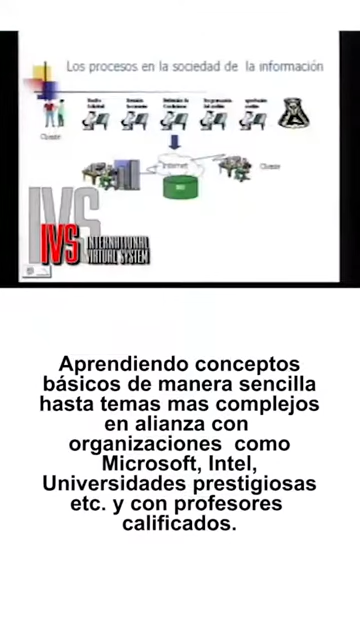 Los procesos en la sociedad de la información
Cliente
Internet
Cliente
BD
IVS
IVS INTERNATIONAL
VIRTUAL SYSTEM
Aprendiendo conceptos
básicos de manera sencilla
hasta temas mas complejos
en alianza con
organizaciones como
Microsoft, Intel,
Universidades prestigiosas
etc. y con profesores
calificados.